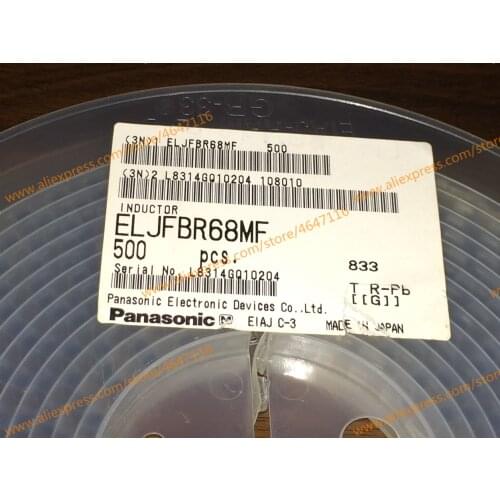 (3N)1 ELJFBR68MF 500
(3N)2 L8314GQ10204 108010
INDUCTOR
ELJFBR68MF
500 pcs.
833
Serial No. L8314GQ10204
T R-Pb
[[G]]
Panasonic Electronic Devices Co.,Ltd.
Panasonic M EIAJ C-3 MADE IN JAPAN
www.aliexpress.com/store/4647116